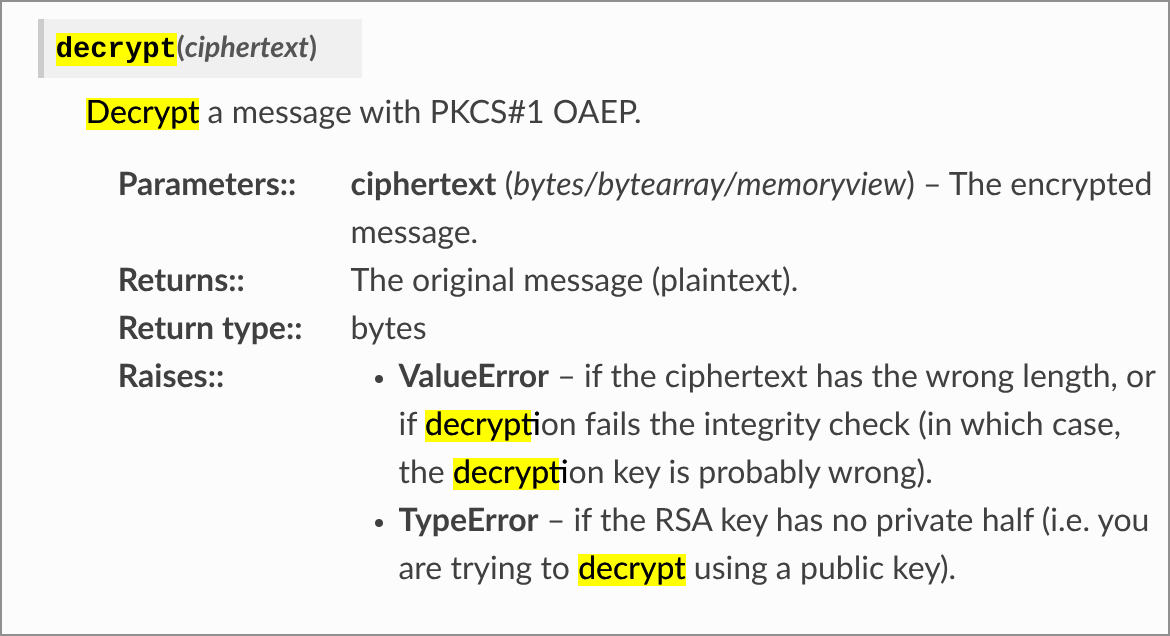 decrypt(ciphertext)
Decrypt a message with PKCS#1 OAEP.
Parameters:: ciphertext (bytes/bytearray/memoryview) – The encrypted
message.
Returns:: The original message (plaintext).
Return type:: bytes
Raises:: • ValueError – if the ciphertext has the wrong length, or
if decryption fails the integrity check (in which case,
the decryption key is probably wrong).
• TypeError – if the RSA key has no private half (i.e. you
are trying to decrypt using a public key).